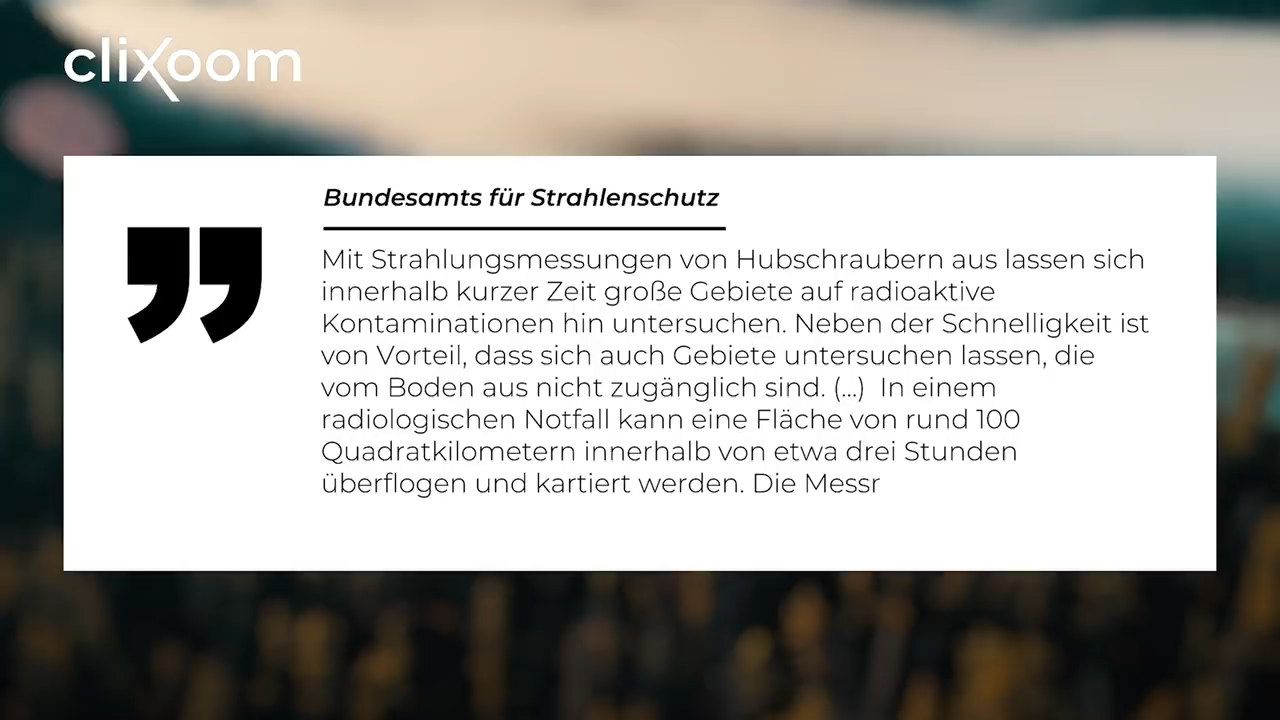 clixoom
Bundesamts für Strahlenschutz
Mit Strahlungsmessungen von Hubschraubern aus lassen sich
innerhalb kurzer Zeit große Gebiete auf radioaktive
Kontaminationen hin untersuchen. Neben der Schnelligkeit ist
von Vorteil, dass sich auch Gebiete untersuchen lassen, die
vom Boden aus nicht zugänglich sind. (...) In einem
radiologischen Notfall kann eine Fläche von rund 100
Quadratkilometern innerhalb von etwa drei Stunden
überflogen und kartiert werden. Die Messr